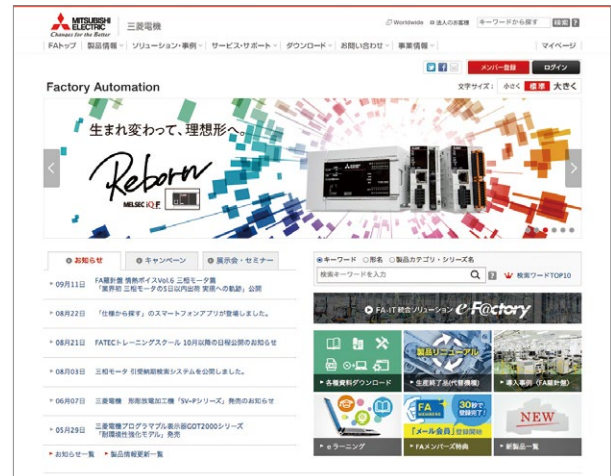 MITSUBISHI
ELECTRIC
Changes for the Better
三菱電機
Worldwide 法人のお客様 キーワードから探す 検索 ?
FAトップ 製品情報 ソリューション・事例 サービス・サポート ダウンロード お問い合わせ 事業情報 マイページ
メンバー登録 ログイン
Factory Automation
文字サイズ: 小さく 標準 大きく
生まれ変わって、理想形へ。
Reborn
MELSEC iQ F
お知らせ キャンペーン 展示会・セミナー
09月11日 FA羅針盤 情熱ボイスVol.6 三相モータ篇
「業界初 三相モータの5日以内出荷 実現への軌跡」公開
08月22日 「仕様から探す」のスマートフォンアプリが登場しました。
08月21日 FATECトレーニングスクール 10月以降の日程公開のお知らせ
08月03日 三相モータ 引受納期検索システムを公開しました。
06月07日 三菱電機 形彫放電加工機「SV-Pシリーズ」発売のお知らせ
05月29日 三菱電機プログラマブル表示器GOT2000シリーズ
「耐環境性強化モデル」発売
お知らせ一覧 製品情報更新一覧
キーワード 形名 製品カテゴリ・シリーズ名
検索キーワードを入力 ? 検索ワードTOP10
FA-IT統合ソリューション e-F@ctory
各種資料ダウンロード
製品リニューアル
生産終了品(代替機種)
導入事例(FA羅針盤)
eラーニング
FA MEMBER
30秒で登録完了!
「メール会員」登録開始
FAメンバーズ特典
NEW
新製品一覧